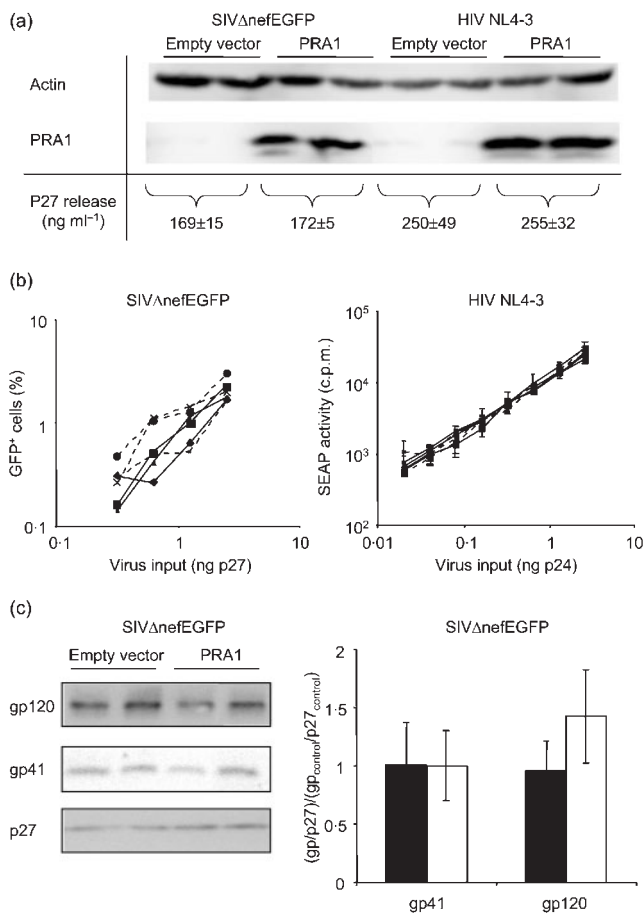 (a)
SIVΔnefEGFP HIV NL4-3
Empty vector PRA1 Empty vector PRA1
Actin
PRA1
P27 release
(ng ml⁻¹)
169±15 172±5 250±49 255±32
(b)
SIVΔnefEGFP
GFP⁺ cells (%)
10
1
0·1
0·1 1 10
Virus input (ng p27)
HIV NL4-3
SEAP activity (c.p.m.)
10⁵
10⁴
10³
10²
0·01 0·1 1 10
Virus input (ng p24)
(c)
SIVΔnefEGFP
Empty vector PRA1
gp120
gp41
p27
SIVΔnefEGFP
(gp/p27)/(gpcontrol/p27control)
2
1·5
1
0·5
0
gp41 gp120